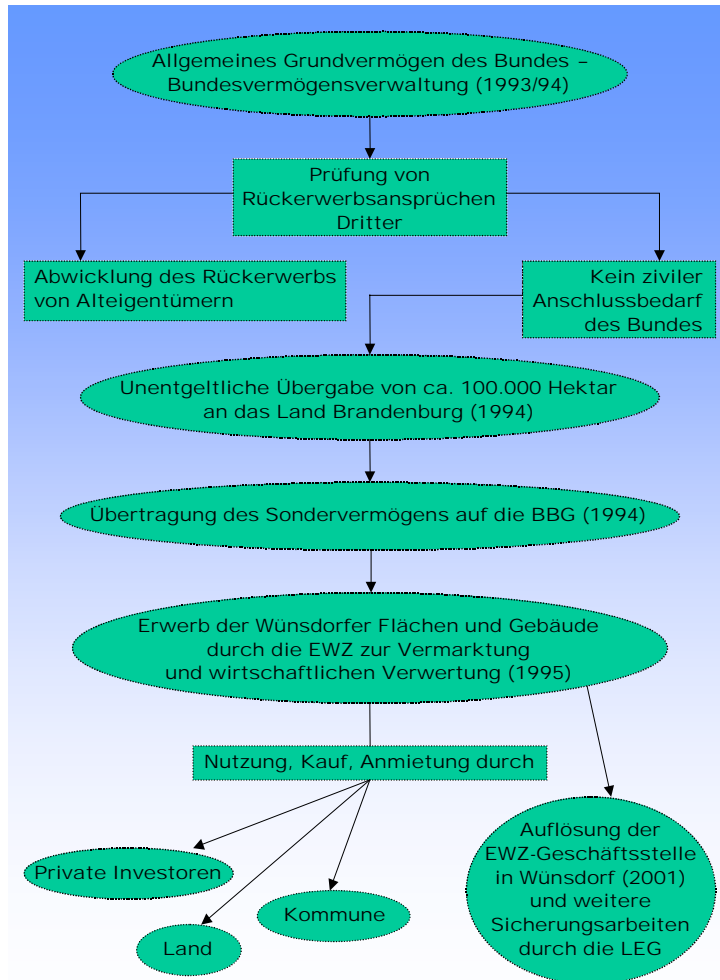 Allgemeines Grundvermögen des Bundes –
Bundesvermögensverwaltung (1993/94)
Prüfung von
Rückerwerbsansprüchen
Dritter
Abwicklung des Rückerwerbs
von Alteigentümern
Kein ziviler
Anschlussbedarf
des Bundes
Unentgeltliche Übergabe von ca. 100.000 Hektar
an das Land Brandenburg (1994)
Übertragung des Sondervermögens auf die BBG (1994)
Erwerb der Wünsdorfer Flächen und Gebäude
durch die EWZ zur Vermarktung
und wirtschaftlichen Verwertung (1995)
Nutzung, Kauf, Anmietung durch
Private Investoren
Land
Kommune
Auflösung der
EWZ-Geschäftsstelle
in Wünsdorf (2001)
und weitere
Sicherungsarbeiten
durch die LEG